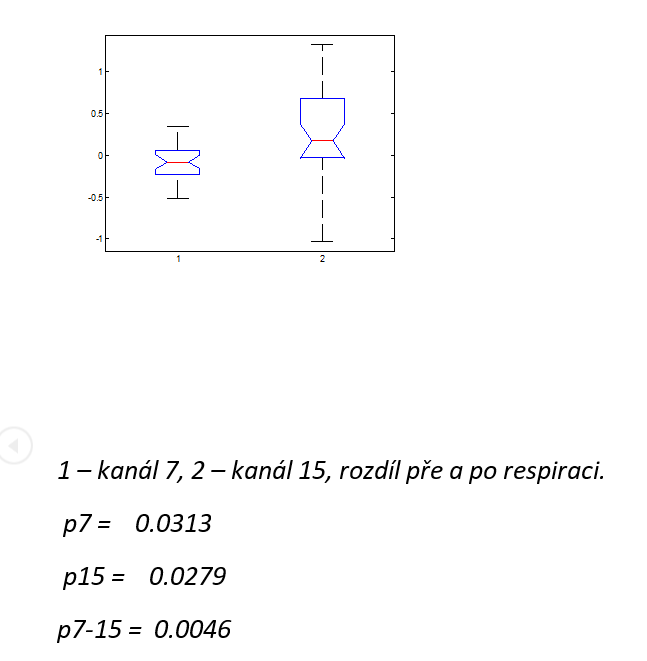 1
0.5
0
-0.5
-1
1 2
1 – kanál 7, 2 – kanál 15, rozdíl pře a po respiraci.
p7 = 0.0313
p15 = 0.0279
p7-15 = 0.0046